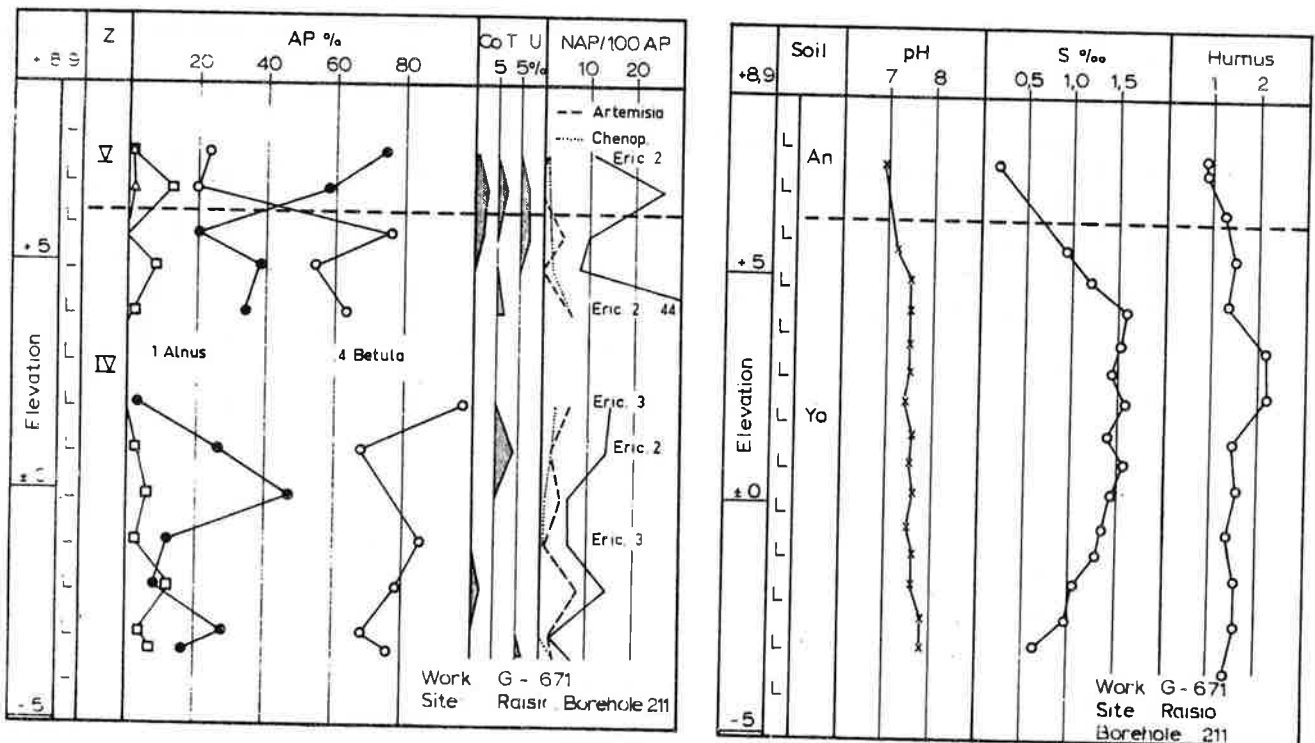 Z AP % Co T U NAP/100 AP
+ 8 9 20 40 60 80 5 5‰ 10 20
Artemisia
Chenop.
V Eric 2
+ 5
Eric 2 44
1 Alnus 4 Betula
IV
Elevation
Eric. 3
Eric. 2
Eric. 3
Work G - 671
Site Borehole 211
- 5
Soil pH S ‰ Humus
+8,9 7 8 0,5 1,0 1,5 1 2
L
An
L
L
+ 5
L
L
L
L
Elevation
Ya
L
L
± 0
L
L
L
L
L
Work G - 671
Site Raisio
Borehole 211
-5